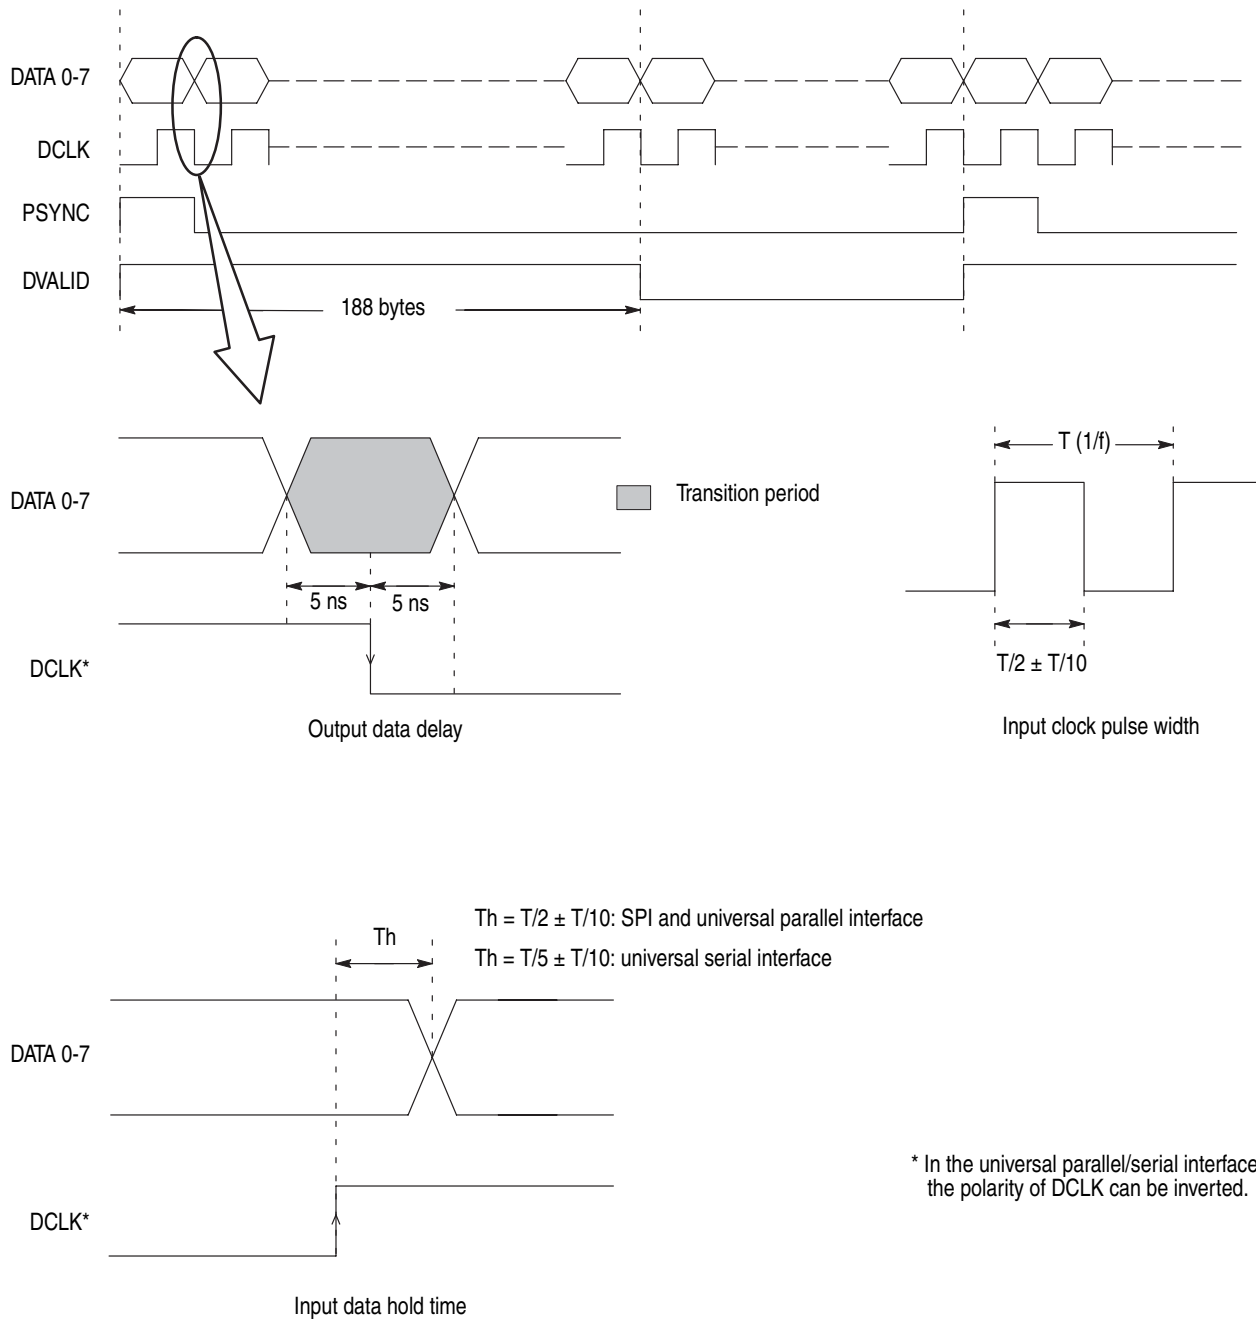 DATA 0-7
DCLK
PSYNC
DVALID
188 bytes
T (1/f)
DATA 0-7
Transition period
5 ns
5 ns
DCLK*
T/2 ± T/10
Output data delay
Input clock pulse width
Th = T/2 ± T/10: SPI and universal parallel interface
Th
Th = T/5 ± T/10: universal serial interface
DATA 0-7
* In the universal parallel/serial interface
the polarity of DCLK can be inverted.
DCLK*
Input data hold time